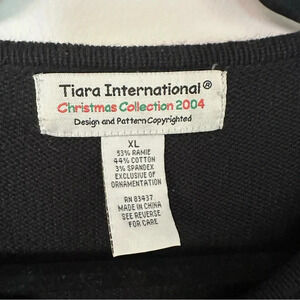 Tiara International®
Christmas Collection 2004
Design and Pattern Copyrighted
XL
53% RAMIE
44% COTTON
3% SPANDEX
EXCLUSIVE OF
ORNAMENTATION
RN 83437
MADE IN CHINA
SEE REVERSE
FOR CARE